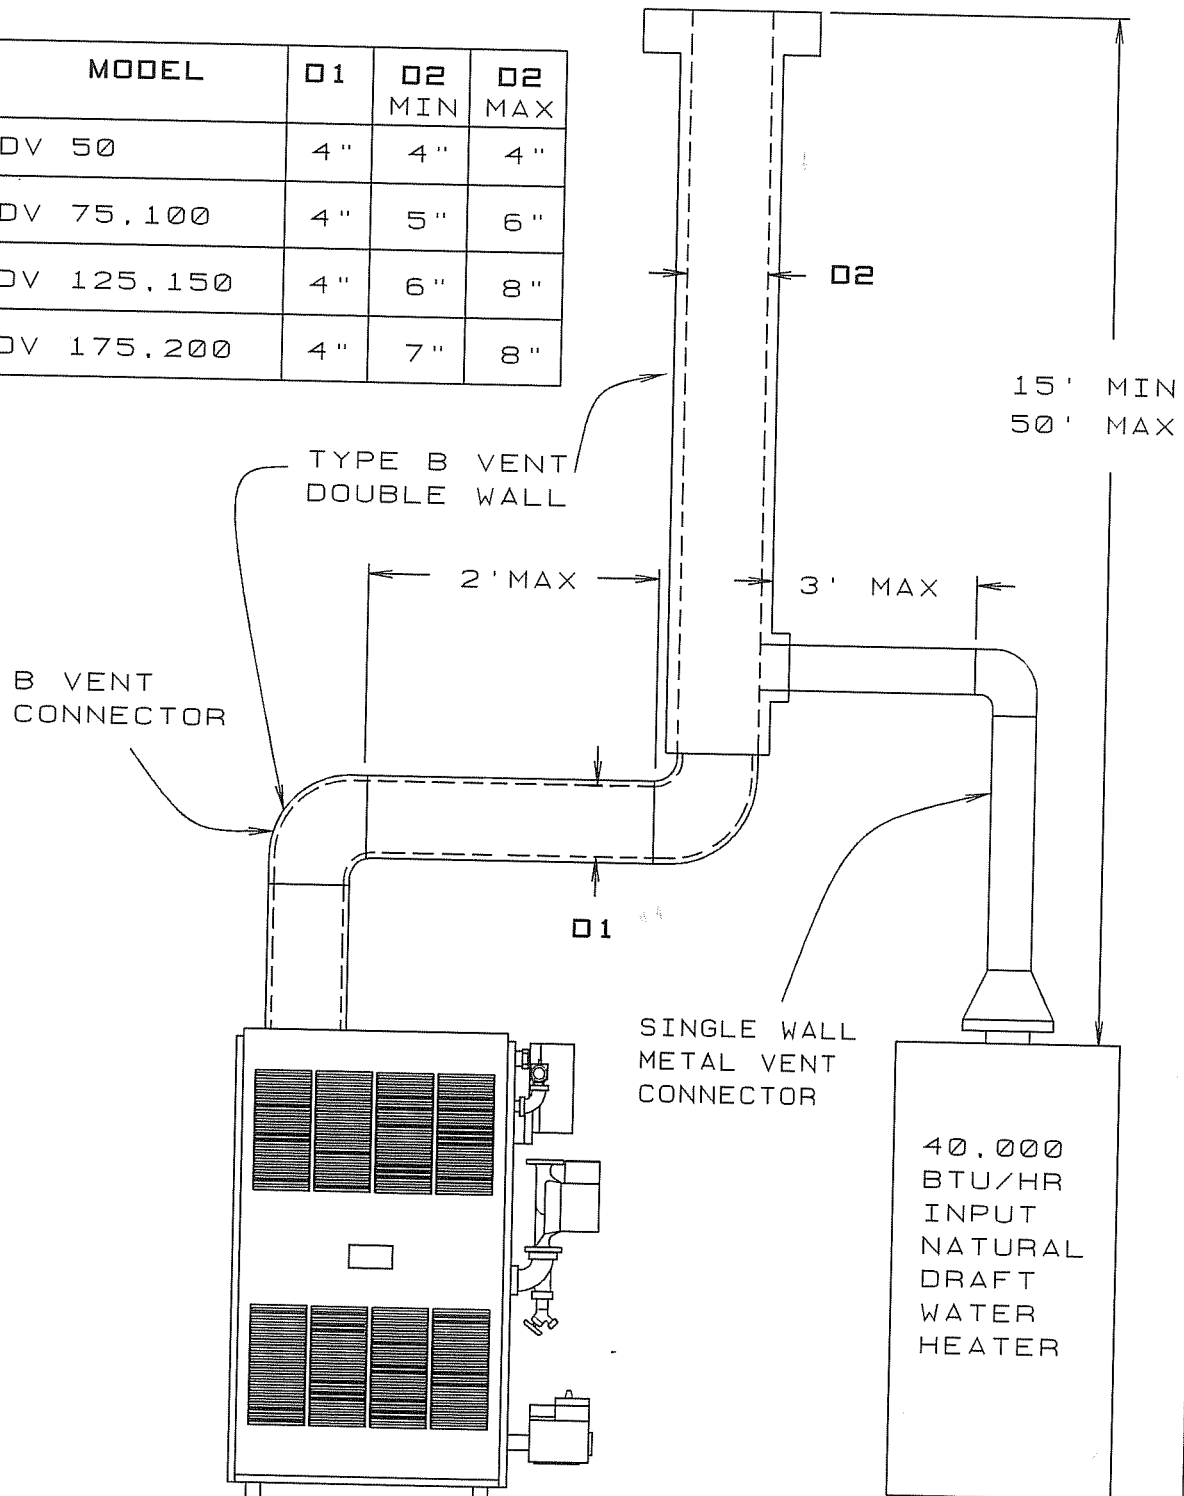 MODEL D1 D2 MIN D2 MAX
DV 50 4" 4" 4"
DV 75,100 4" 5" 6"
DV 125,150 4" 6" 8"
DV 175,200 4" 7" 8"
D2
15' MIN
50' MAX
TYPE B VENT
DOUBLE WALL
2'MAX
3' MAX
B VENT
CONNECTOR
D1
SINGLE WALL
METAL VENT
CONNECTOR
40,000
BTU/HR
INPUT
NATURAL
DRAFT
WATER
HEATER